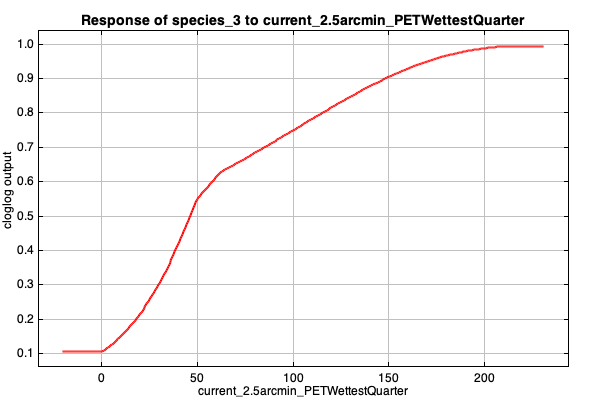 Response of species_3 to current_2.5arcmin_PETWettestQuarter
1.0
0.9
0.8
0.7
0.6
0.5
0.4
0.3
0.2
0.1
cloglog output
0 50 100 150 200
current_2.5arcmin_PETWettestQuarter